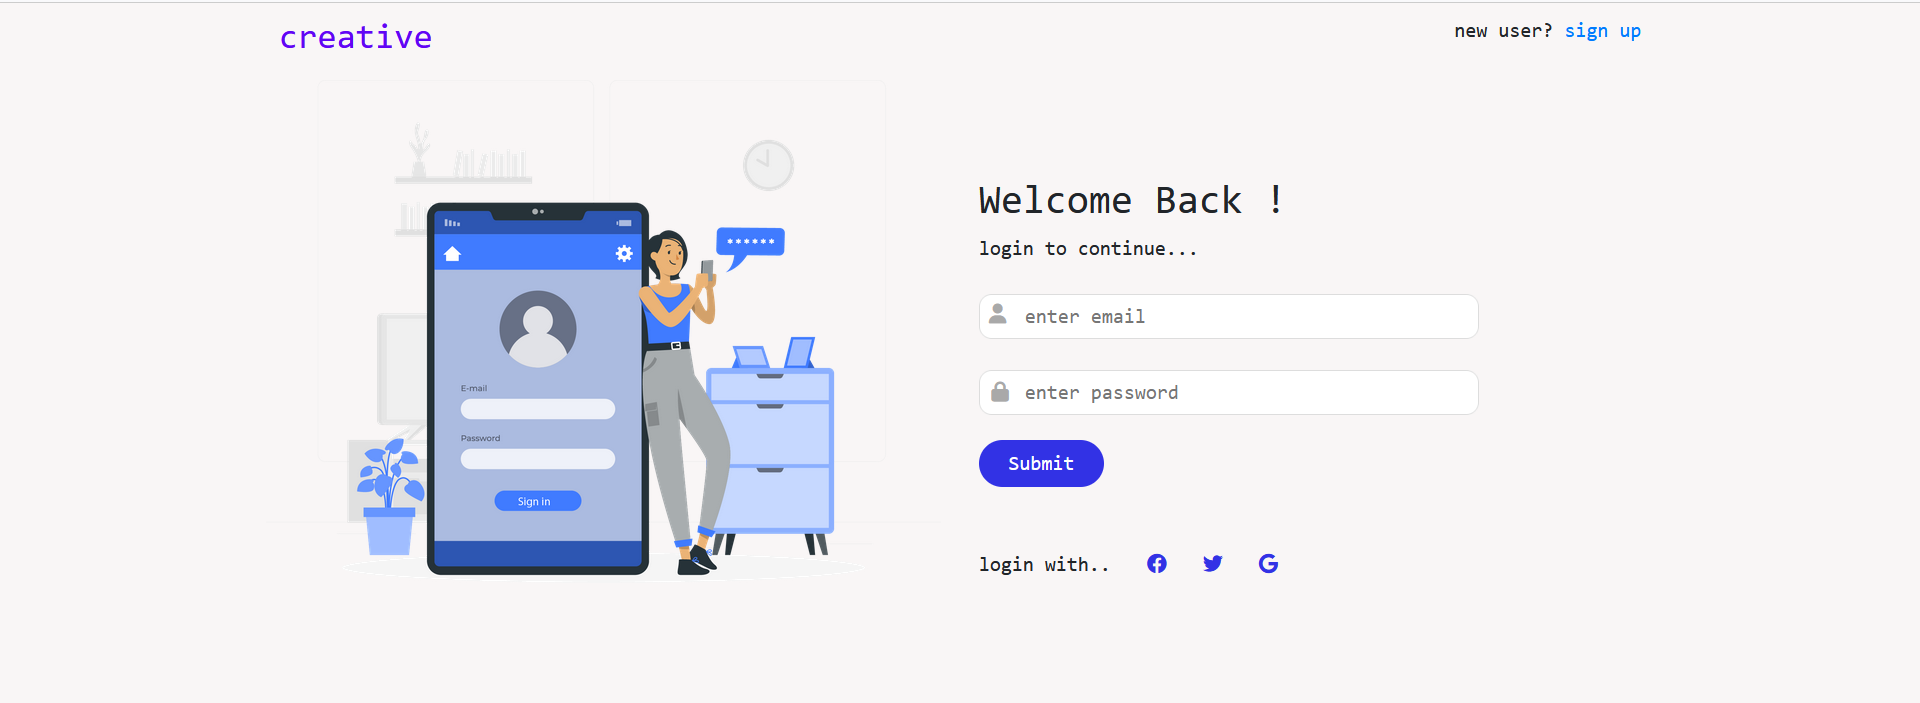 creative
new user? sign up
******
E-mail
Password
Sign in
Welcome Back !
login to continue...
enter email
enter password
Submit
login with..